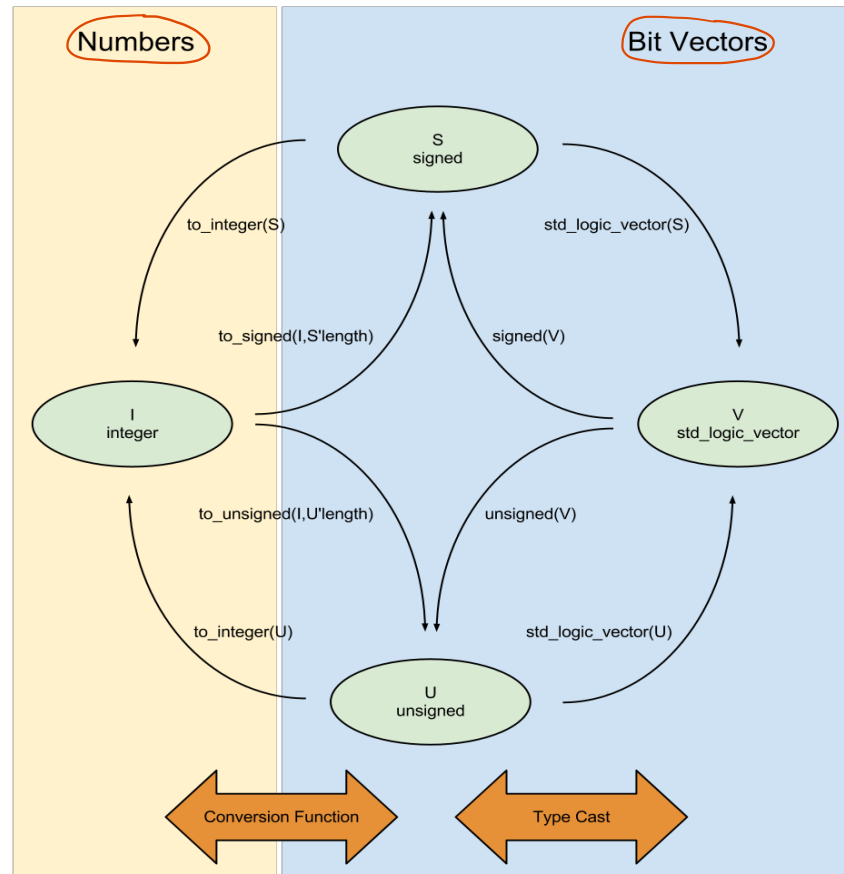 Numbers
Bit Vectors
S
signed
to_integer(S)
std_logic_vector(S)
to_signed(I,S'length)
signed(V)
I
integer
V
std_logic_vector
to_unsigned(I,U'length)
unsigned(V)
to_integer(U)
std_logic_vector(U)
U
unsigned
Conversion Function
Type Cast